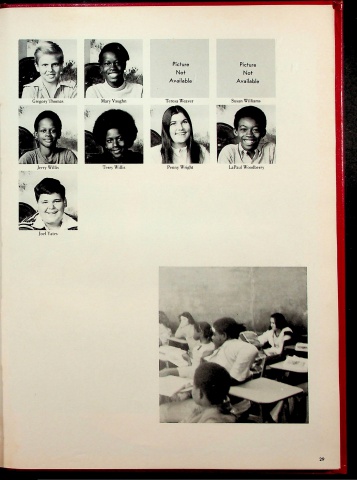 Picture
Not
Available
Picture
Not
Available
Gregory Thomas
Mary Vaughn
Teresa Weaver
Susan Williams
Jerry Willis
Terry Willis
Penny Wright
LaPaul Woodberry
Joel Yates
29